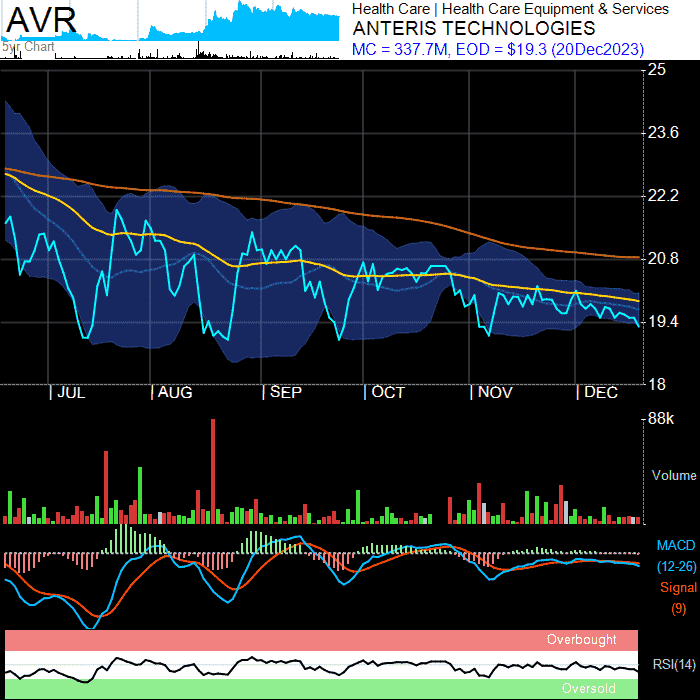 AVR
5yr Chart
Health Care | Health Care Equipment & Services
ANTERIS TECHNOLOGIES
MC = 337.7M, EOD = $19.3 (20Dec2023)
25
23.6
22.2
20.8
19.4
18
| JUL | AUG | SEP | OCT | NOV | DEC
88k
Volume
MACD
(12-26)
Signal
(9)
Overbought
RSI(14)
Oversold